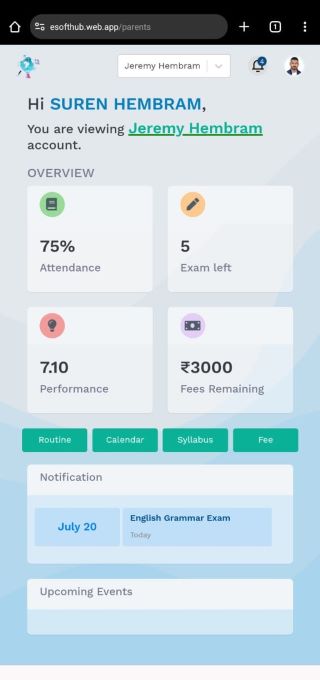 esofthub.web.app/parents
1
Jeremy Hembram
4
Hi SUREN HEMBRAM,
You are viewing Jeremy Hembram
account.
OVERVIEW
75%
Attendance
5
Exam left
7.10
Performance
₹3000
Fees Remaining
Routine
Calendar
Syllabus
Fee
Notification
July 20
English Grammar Exam
Today
Upcoming Events